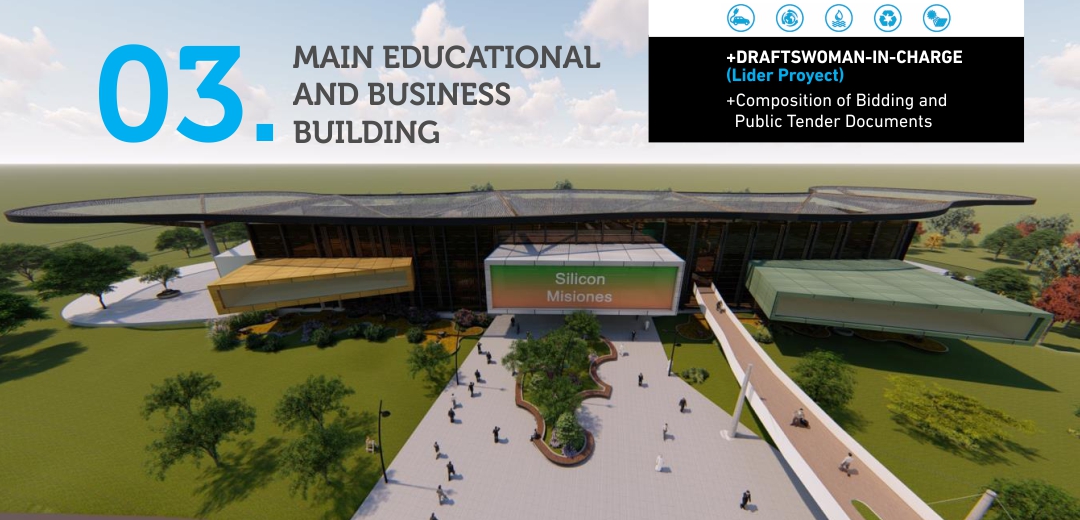 03.
MAIN EDUCATIONAL
AND BUSINESS
BUILDING
+DRAFTSWOMAN-IN-CHARGE
(Lider Proyect)
+Composition of Bidding and
Public Tender Documents
Silicon
Misiones